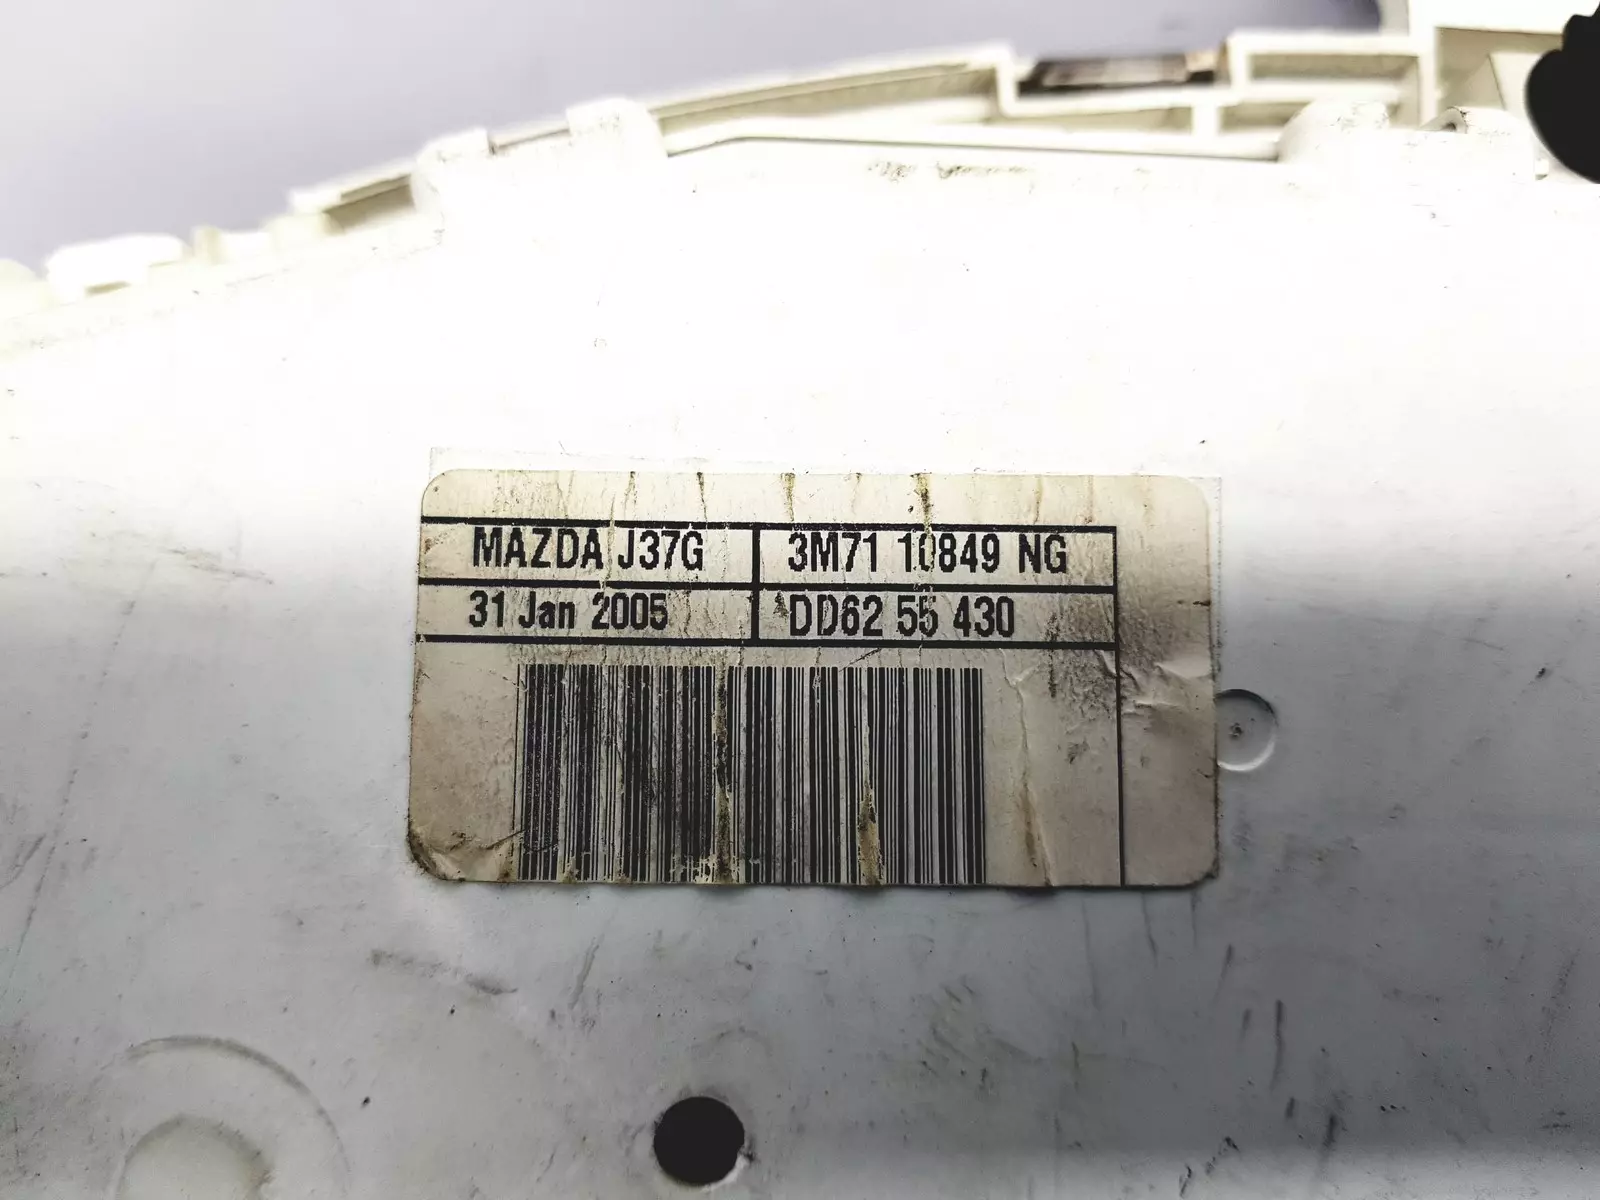 MAZDA J37G 3M71 10849 NG
31 Jan 2005 DD62 55 430